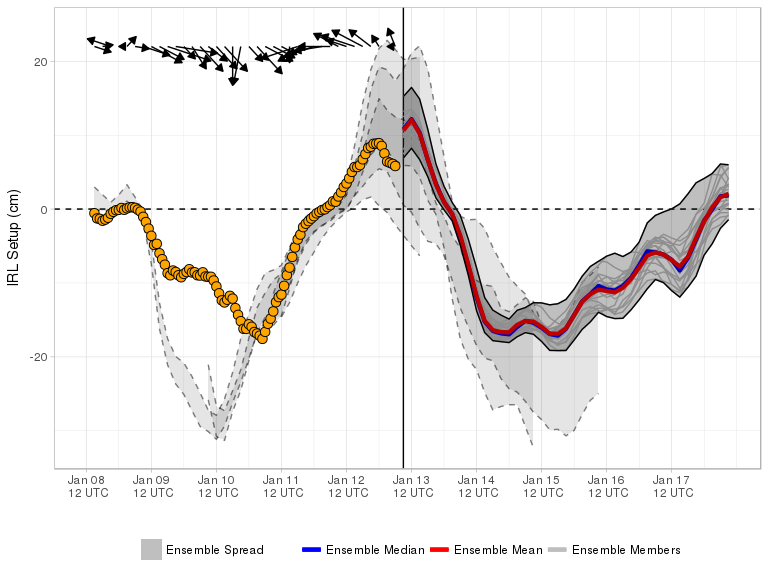 IRL Setup (cm)
20
0
-20
Jan 08 Jan 09 Jan 10 Jan 11 Jan 12 Jan 13 Jan 14 Jan 15 Jan 16 Jan 17
12 UTC 12 UTC 12 UTC 12 UTC 12 UTC 12 UTC 12 UTC 12 UTC 12 UTC 12 UTC
Ensemble Spread Ensemble Median Ensemble Mean Ensemble Members